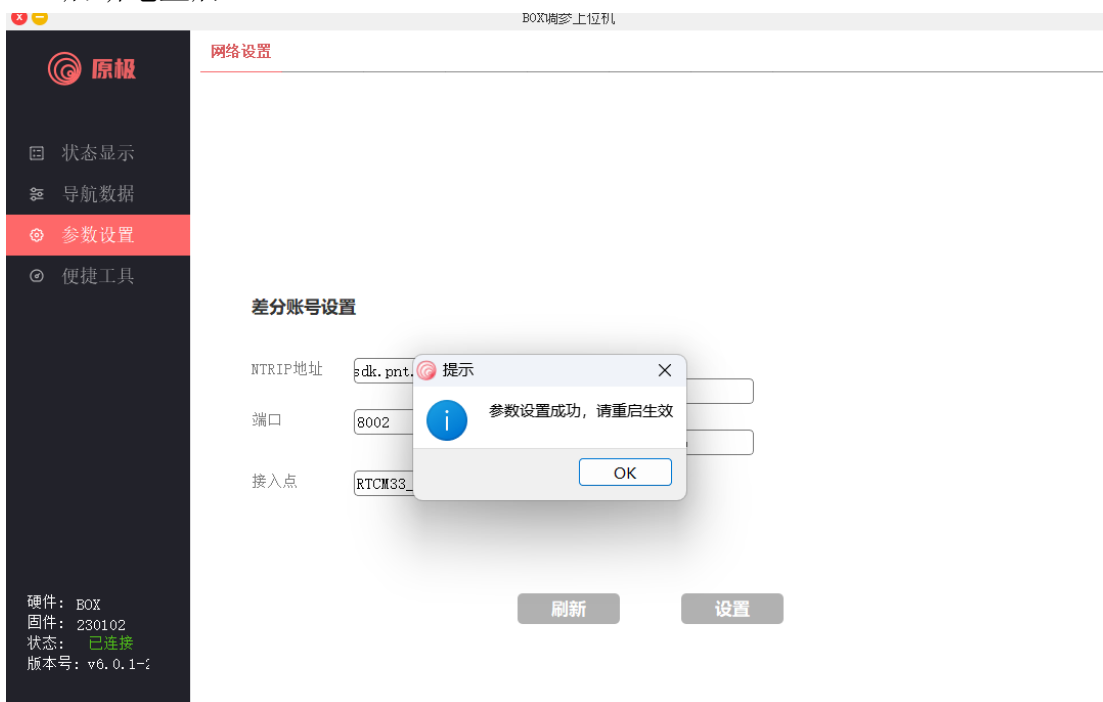 BOX调参上位机
原极
网络设置
状态显示
导航数据
参数设置
便捷工具
差分账号设置
NTRIP地址 sdk.pnt.
端口 8002
接入点 RTCM33_
提示
参数设置成功，请重启生效
OK
刷新 设置
硬件: BOX
固件: 230102
状态: 已连接
版本号: v6.0.1-2